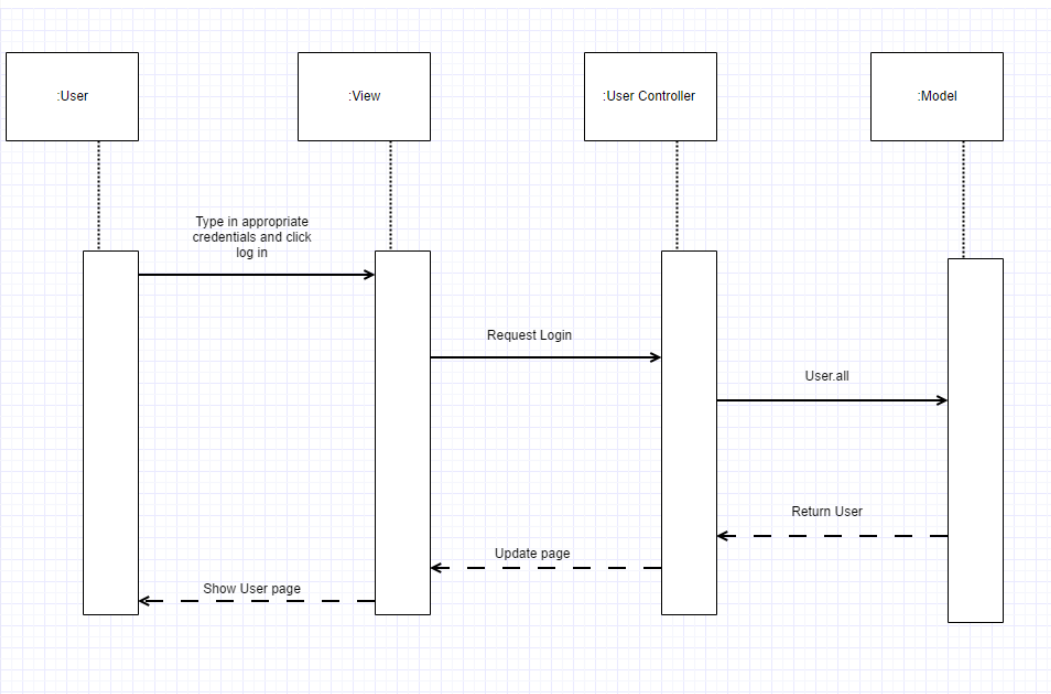 :User
:View
:User Controller
:Model
Type in appropriate
credentials and click
log in
Request Login
User.all
Return User
Update page
Show User page